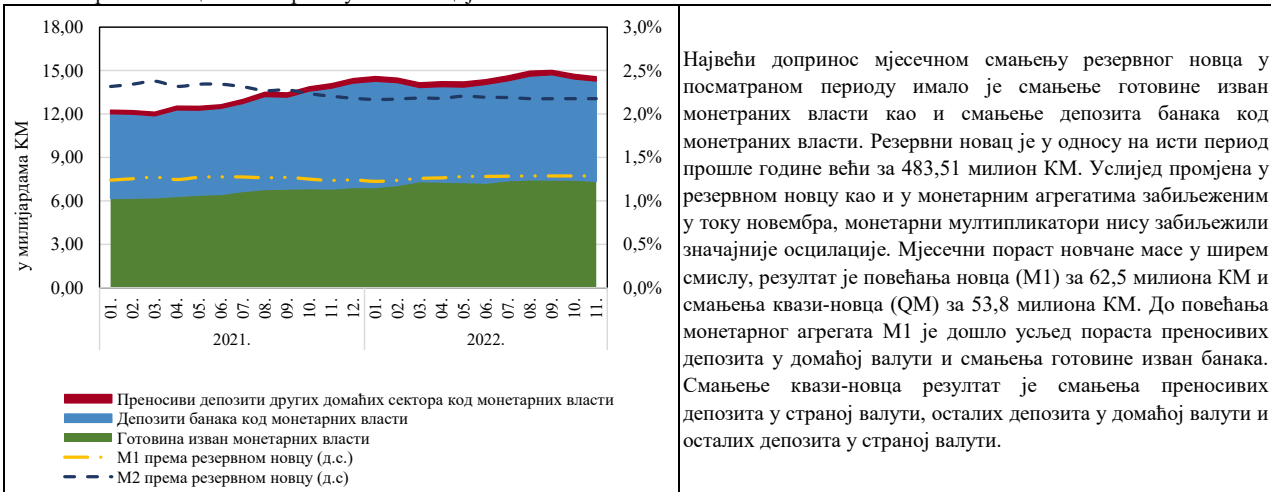 18,00
15,00
12,00
9,00
6,00
3,00
0,00
у милијардама КМ
3,0%
2,5%
2,0%
1,5%
1,0%
0,5%
0,0%
01. 02. 03. 04. 05. 06. 07. 08. 09. 10. 11. 12. 01. 02. 03. 04. 05. 06. 07. 08. 09. 10. 11.
2021. 2022.
Преносиви депозити других домаћих сектора код монетарних власти
Депозити банака код монетарних власти
Готовина изван монетарних власти
М1 према резервном новцу (д.с.)
М2 према резервном новцу (д.с)
Највећи допринос мјесечном смањењу резервног новца у
посматраном периоду имало је смањење готовине изван
монетраних власти као и смањење депозита банака код
монетраних власти. Резервни новац је у односу на исти период
прошле године већи за 483,51 милион КМ. Услијед промјена у
резервном новцу као и у монетарним агрегатима забиљеженим
у току новембра, монетарни мултипликатори нису забиљежили
значајније осцилације. Мјесечни пораст новчане масе у ширем
смислу, резултат је повећања новца (М1) за 62,5 милиона КМ и
смањења квази-новца (QM) за 53,8 милиона КМ. До повећања
монетарног агрегата М1 је дошло усљед пораста преносивих
депозита у домаћој валути и смањења готовине изван банака.
Смањење квази-новца резултат је смањења преносивих
депозита у страној валути, осталих депозита у домаћој валути и
осталих депозита у страној валути.